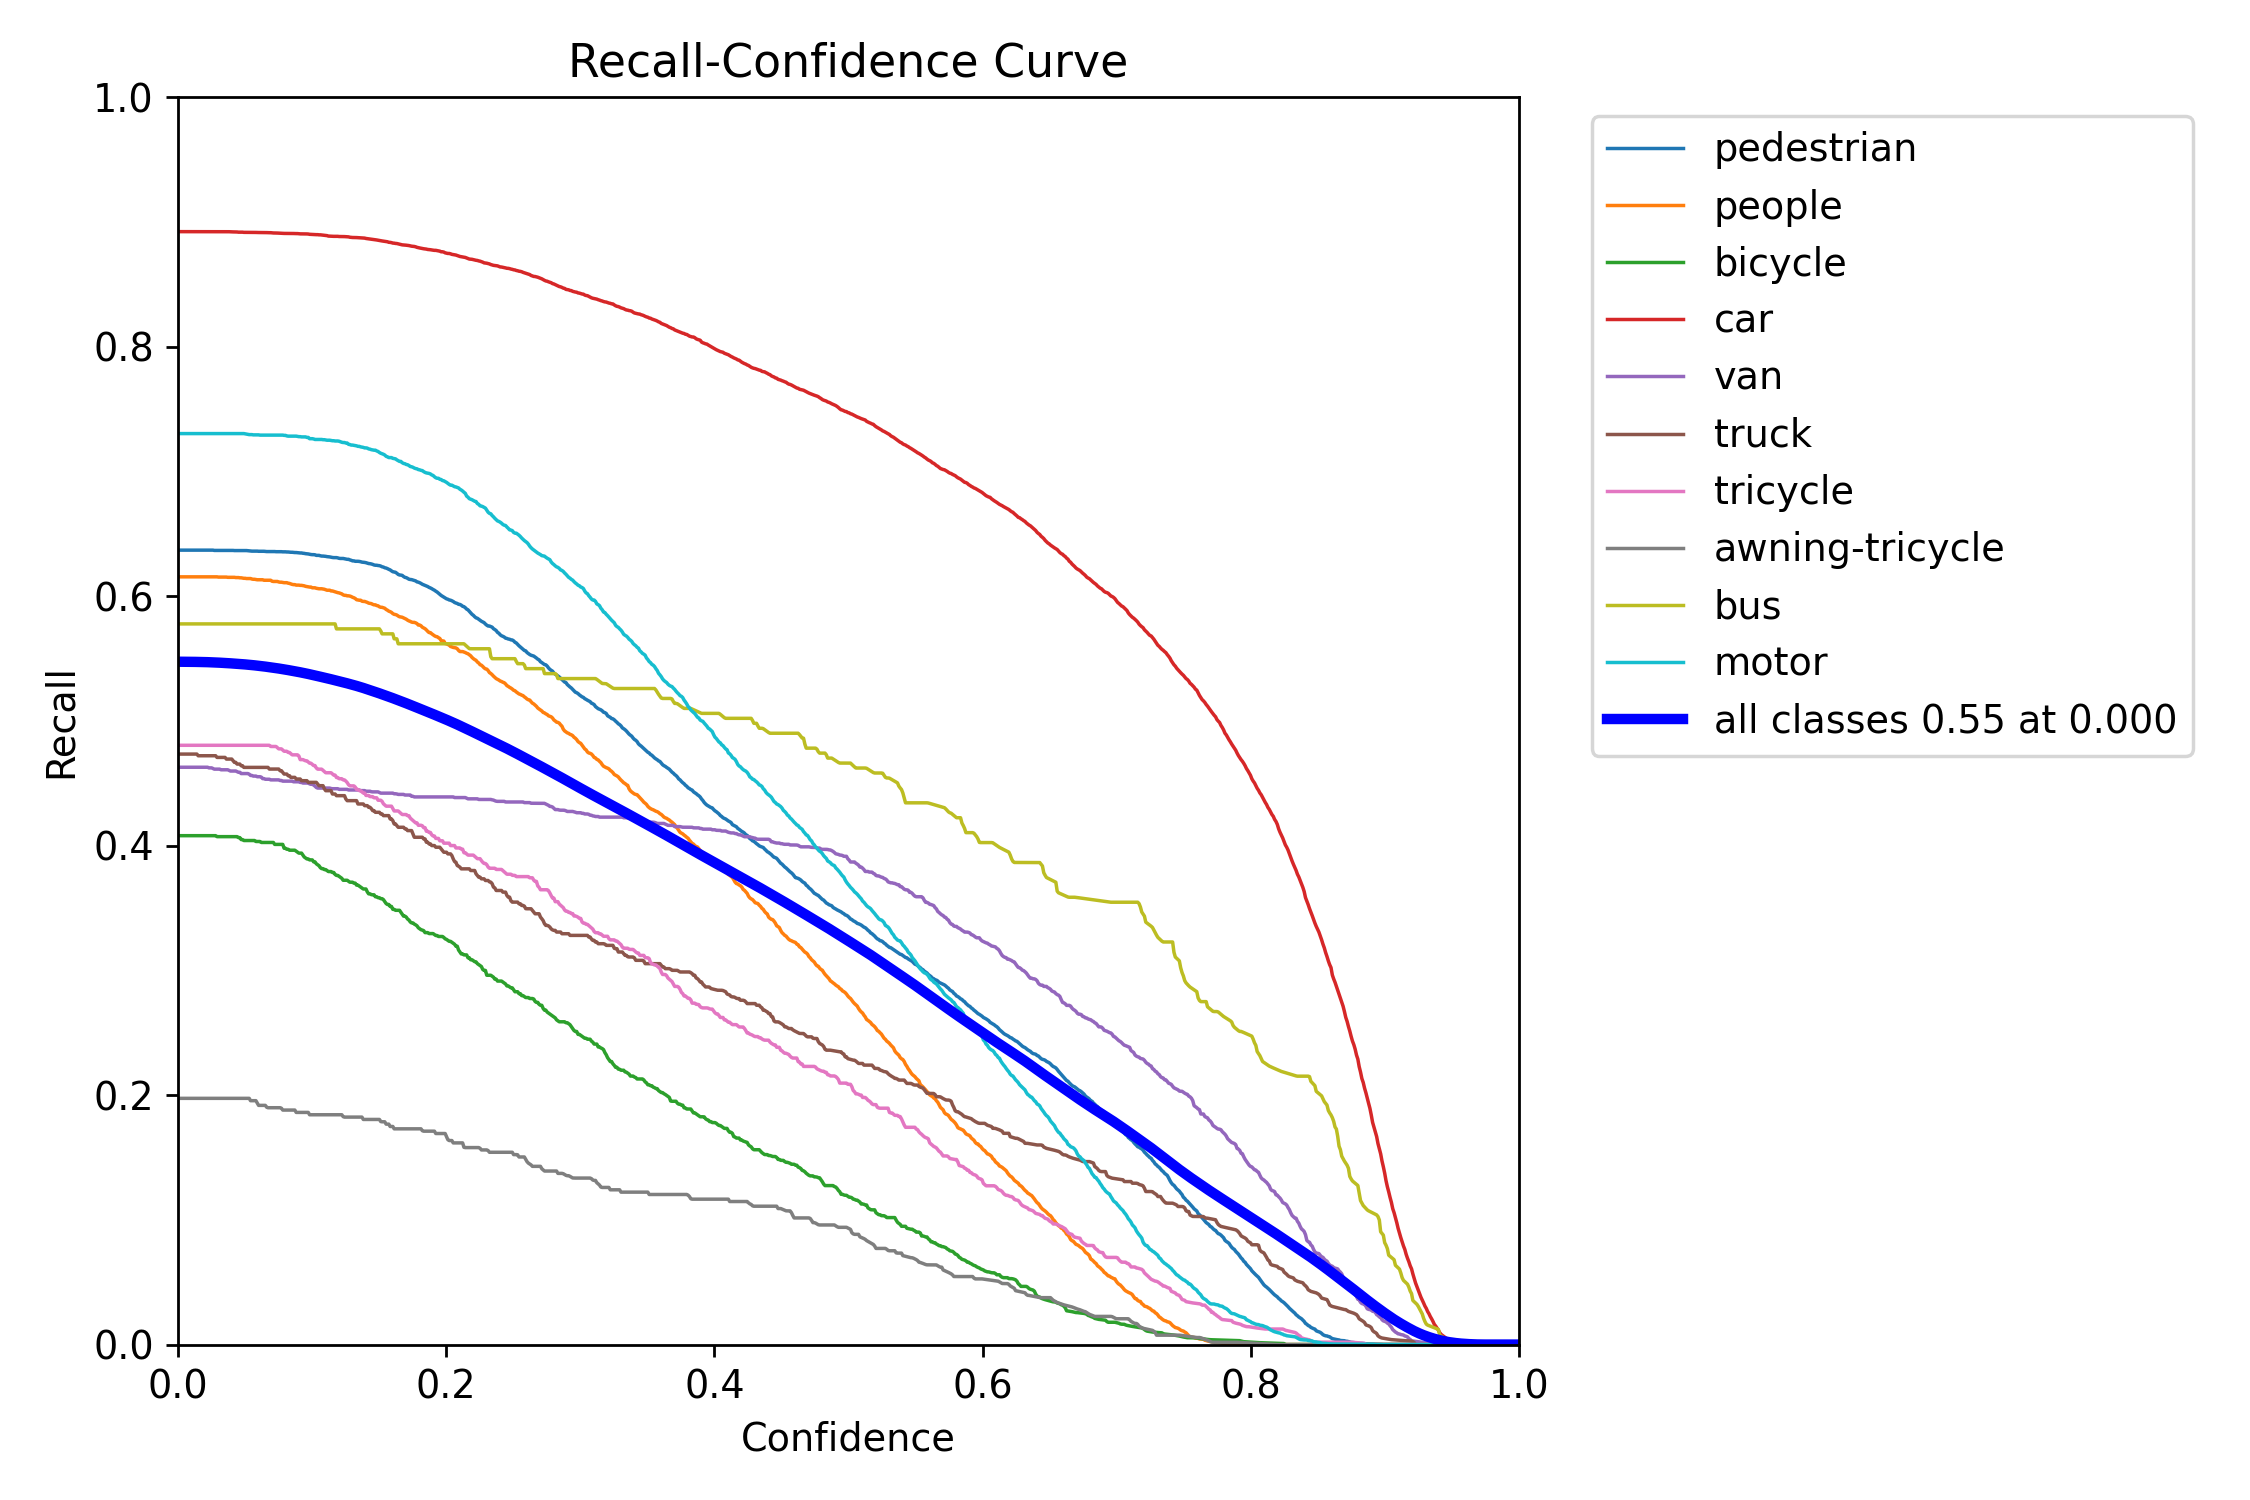 Recall-Confidence Curve
1.0
0.8
0.6
0.4
0.2
0.0
Recall
0.0 0.2 0.4 0.6 0.8 1.0
Confidence
pedestrian
people
bicycle
car
van
truck
tricycle
awning-tricycle
bus
motor
all classes 0.55 at 0.000